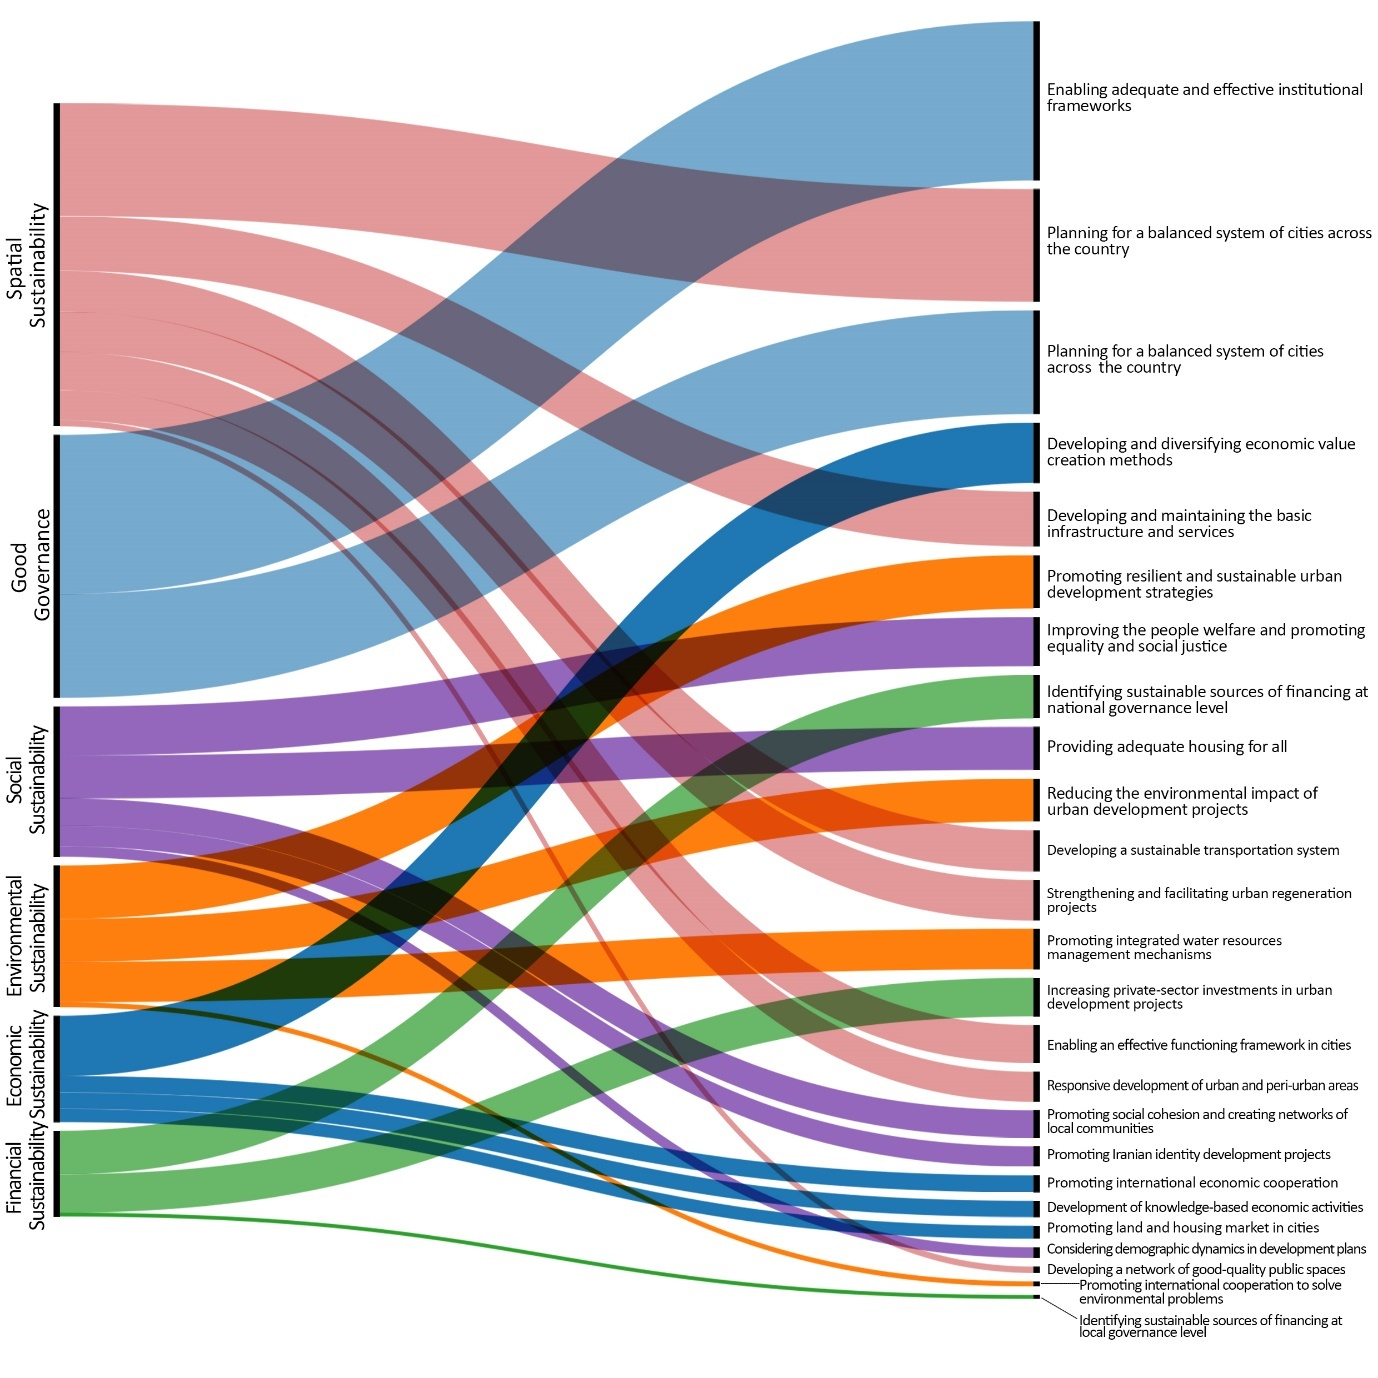 Spatial
Sustainability
Good
Governance
Social
Sustainability
Environmental
Sustainability
Economic
Sustainability
Financial
Sustainability
Enabling adequate and effective institutional
frameworks
Planning for a balanced system of cities across
the country
Planning for a balanced system of cities
across the country
Developing and diversifying economic value
creation methods
Developing and maintaining the basic
infrastructure and services
Promoting resilient and sustainable urban
development strategies
Improving the people welfare and promoting
equality and social justice
Identifying sustainable sources of financing at
national governance level
Providing adequate housing for all
Reducing the environmental impact of
urban development projects
Developing a sustainable transportation system
Strengthening and facilitating urban regeneration
projects
Promoting integrated water resources
management mechanisms
Increasing private-sector investments in urban
development projects
Enabling an effective functioning framework in cities
Responsive development of urban and peri-urban areas
Promoting social cohesion and creating networks of
local communities
Promoting Iranian identity development projects
Promoting international economic cooperation
Development of knowledge-based economic activities
Promoting land and housing market in cities
Considering demographic dynamics in development plans
Developing a network of good-quality public spaces
Promoting international cooperation to solve
environmental problems
Identifying sustainable sources of financing at
local governance level